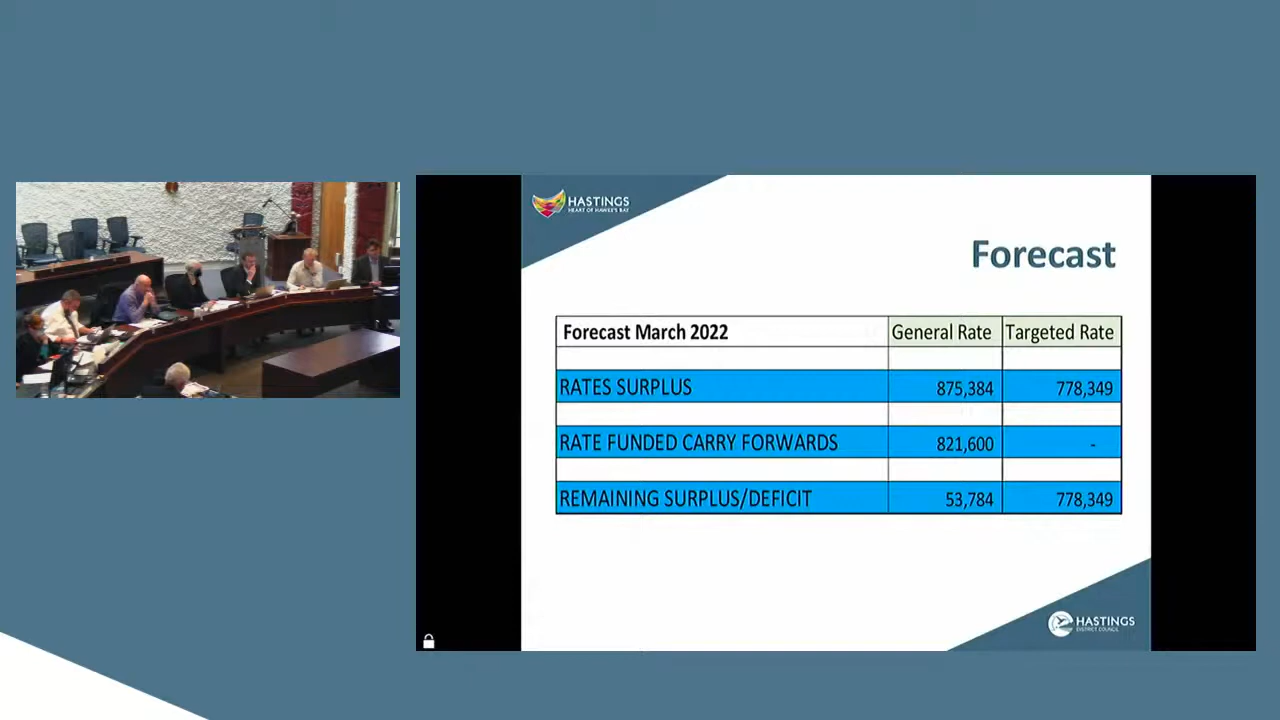 HASTINGS
HEART OF HAWKE'S BAY
Forecast
Forecast March 2022 General Rate Targeted Rate
RATES SURPLUS 875,384 778,349
RATE FUNDED CARRY FORWARDS 821,600 -
REMAINING SURPLUS/DEFICIT 53,784 778,349
HASTINGS
DISTRICT COUNCIL